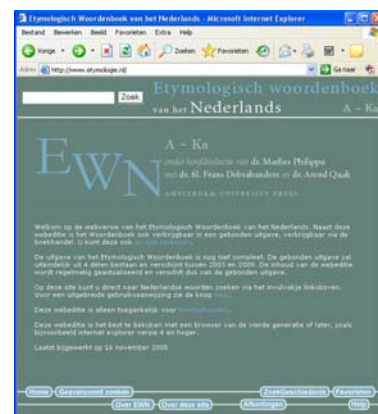 Etymologisch Woordenboek van het Nederlands - Microsoft Internet Explorer
Bestand Bewerken Beeld Favorieten Extra Help
Vorige Zoeken Favorieten
Adres http://www.etymologie.nl/ Ga naar
Zoek Etymologisch woordenboek
van het Nederlands A - Ka
EWN
A - Ka
onder hoofdredactie van dr. Marlies Philippa
met dr. fil. Frans Debrabandere en dr. Arend Quak
AMSTERDAM UNIVERSITY PRESS
Welkom op de webversie van het Etymologisch Woordenboek van het Nederlands. Naast deze
webeditie is het Woordenboek ook verkrijgbaar in een gebonden uitgave, verkrijgbaar via de
boekhandel. U kunt deze ook
De uitgave van het Etymologisch Woordenboek is nog niet compleet. De gebonden uitgave zal
uiteindelijk uit 4 delen bestaan en verschijnt tussen 2003 en 2009. De inhoud van de webeditie
wordt regelmatig geactualiseerd en verschilt dus van de gebonden uitgave.
Op deze site kunt u direct naar Nederlandse woorden zoeken via het invulvakje linksboven.
Voor een uitgebreide gebruiksaanwijzing zie de knop
Deze webeditie is alleen toegankelijk voor
Deze webeditie is het best te bekijken met een browser van de vierde generatie of later, zoals
bijvoorbeeld internet explorer versie 4 en hoger.
Laatst bijgewerkt op 16 november 2005
Home Geavanceerd zoeken ZoekGeschiedenis Favorieten
Over EWN Over deze site Afkortingen Help